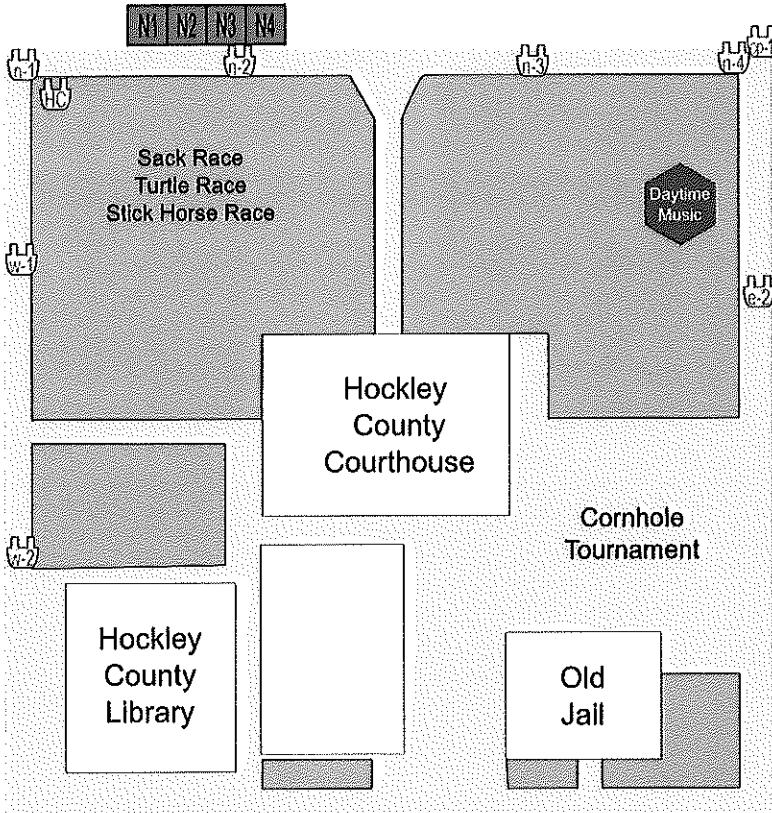 N1 N2 N3 N4
n-1
n-2
n-3
n-4
HC
Sack Race
Turtle Race
Stick Horse Race
Daytime
Music
w-1
e-2
Hockley
County
Courthouse
Cornhole
Tournament
w-2
Hockley
County
Library
Old
Jail